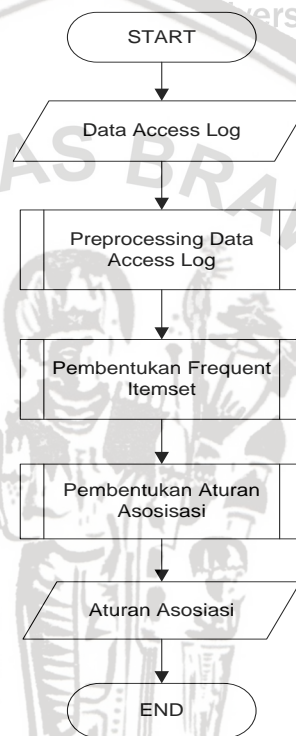 START
Data Access Log
Preprocessing Data
Access Log
Pembentukan Frequent
Itemset
Pembentukan Aturan
Asosisasi
Aturan Asosiasi
END